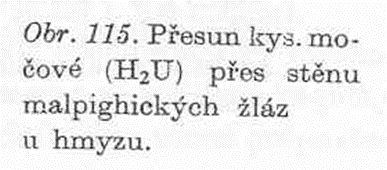 Obr. 115. Přesun kys. mo-
čové (H₂U) přes stěnu
malpighických žláz
u hmyzu.